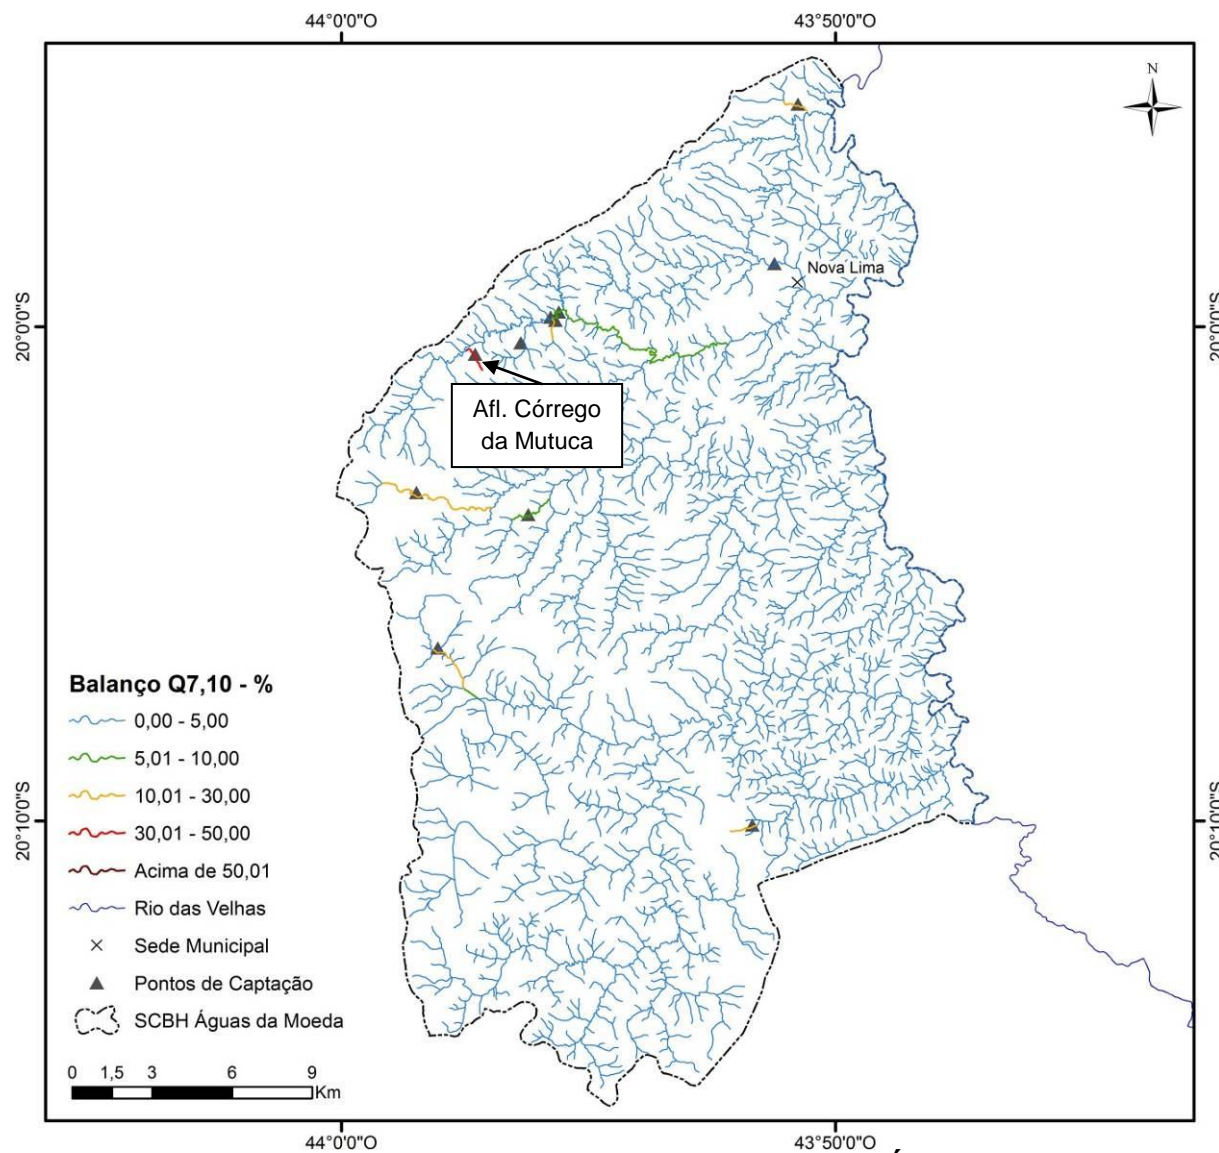 44°0'0"O
43°50'0"O
N
Nova Lima
20°0'0"S
20°0'0"S
Afl. Córrego
da Mutuca
Balanço Q7,10 - %
0,00 - 5,00
5,01 - 10,00
10,01 - 30,00
30,01 - 50,00
Acima de 50,01
Rio das Velhas
Sede Municipal
Pontos de Captação
SCBH Águas da Moeda
20°10'0"S
20°10'0"S
0 1,5 3 6 9
Km
44°0'0"O
43°50'0"O